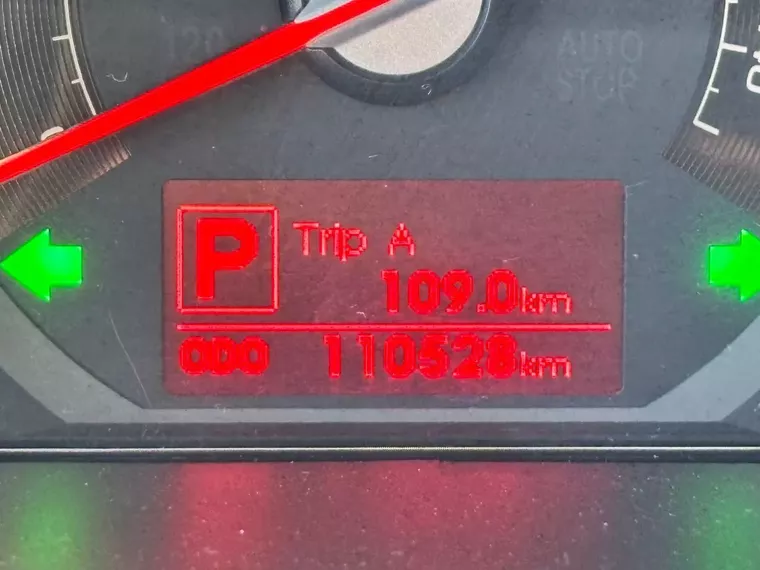 120
AUTO
STOP
P
Trip A
109.0km
ODO 110528km